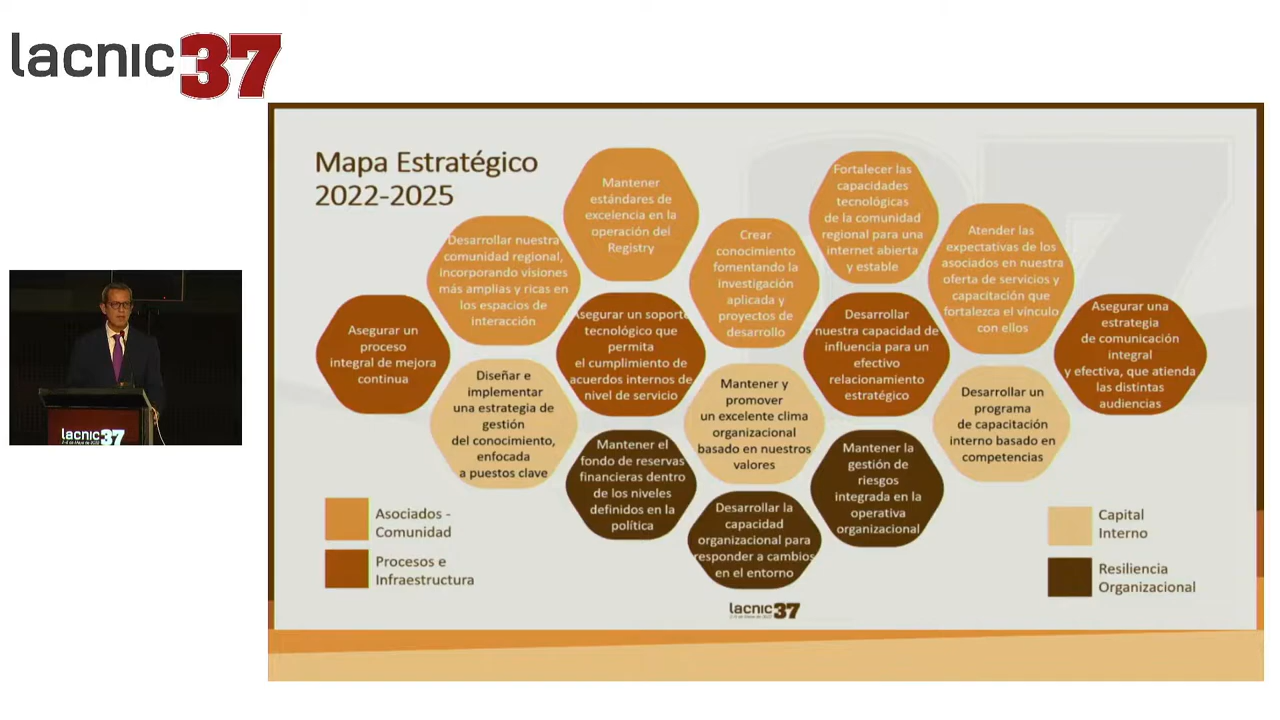 lacnic 37
Mapa Estratégico
2022-2025
Mantener
estándares de
excelencia en la
operación del
Registry
Fortalecer las
capacidades
tecnológicas
de la comunidad
regional para una
internet abierta
y estable
Desarrollar nuestra
comunidad regional,
incorporando visiones
más amplias y ricas en
los espacios de
interacción
Crear
conocimiento
fomentando la
investigación
aplicada y
proyectos de
desarrollo
Atender las
expectativas de los
asociados en nuestra
oferta de servicios y
capacitación que
fortalezca el vínculo
con ellos
Asegurar un
proceso
integral de mejora
continua
Asegurar un soporte
tecnológico que
permita
el cumplimiento de
acuerdos internos de
nivel de servicio
Desarrollar
nuestra capacidad de
influencia para un
efectivo
relacionamiento
estratégico
Asegurar una
estrategia
de comunicación
integral
y efectiva, que atienda
las distintas
audiencias
Diseñar e
implementar
una estrategia de
gestión
del conocimiento,
enfocada
a puestos clave
Mantener y
promover
un excelente clima
organizacional
basado en nuestros
valores
Desarrollar un
programa
de capacitación
interno basado en
competencias
Mantener el
fondo de reservas
financieras dentro
de los niveles
definidos en la
política
Desarrollar la
capacidad
organizacional para
responder a cambios
en el entorno
Mantener la
gestión de
riesgos
integrada en la
operativa
organizacional
Asociados -
Comunidad
Procesos e
Infraestructura
Capital
Interno
Resiliencia
Organizacional
lacnic 37
lacnic 37